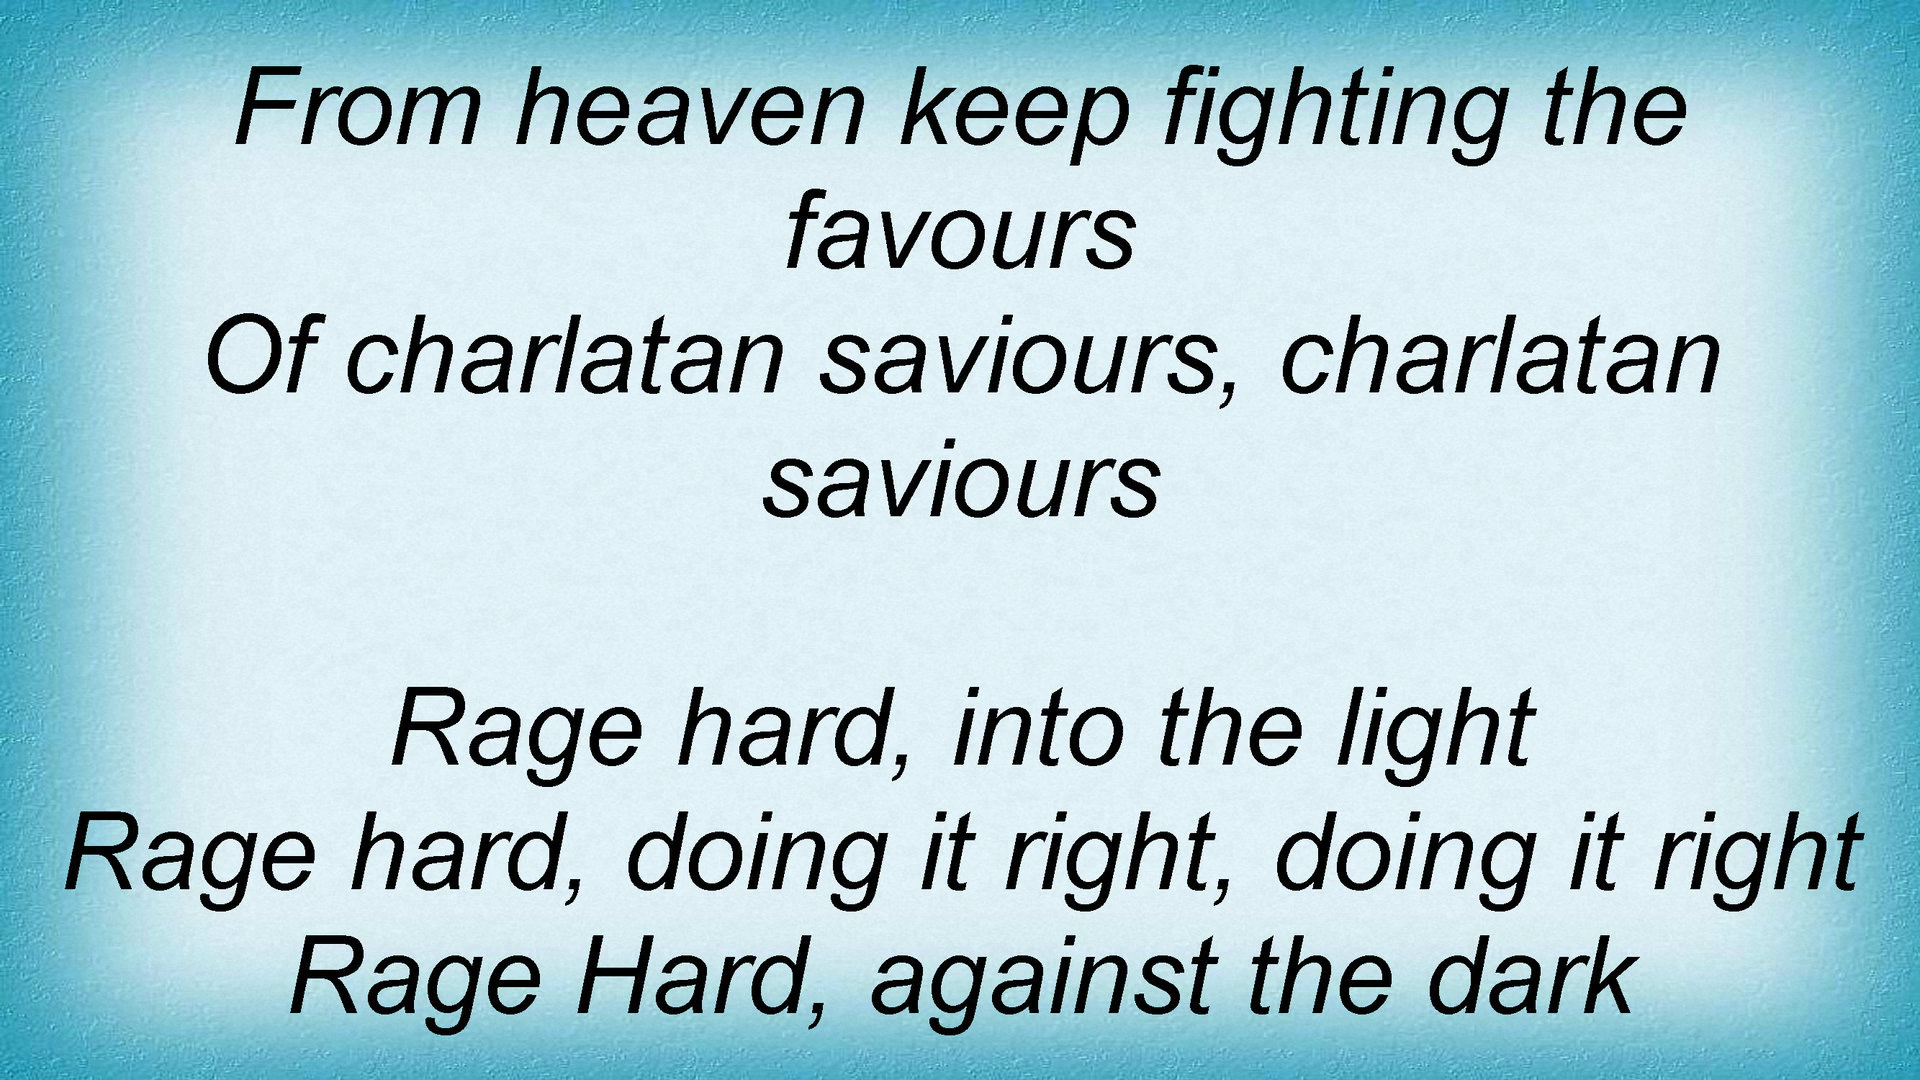 From heaven keep fighting the
favours
Of charlatan saviours, charlatan
saviours
Rage hard, into the light
Rage hard, doing it right, doing it right
Rage Hard, against the dark